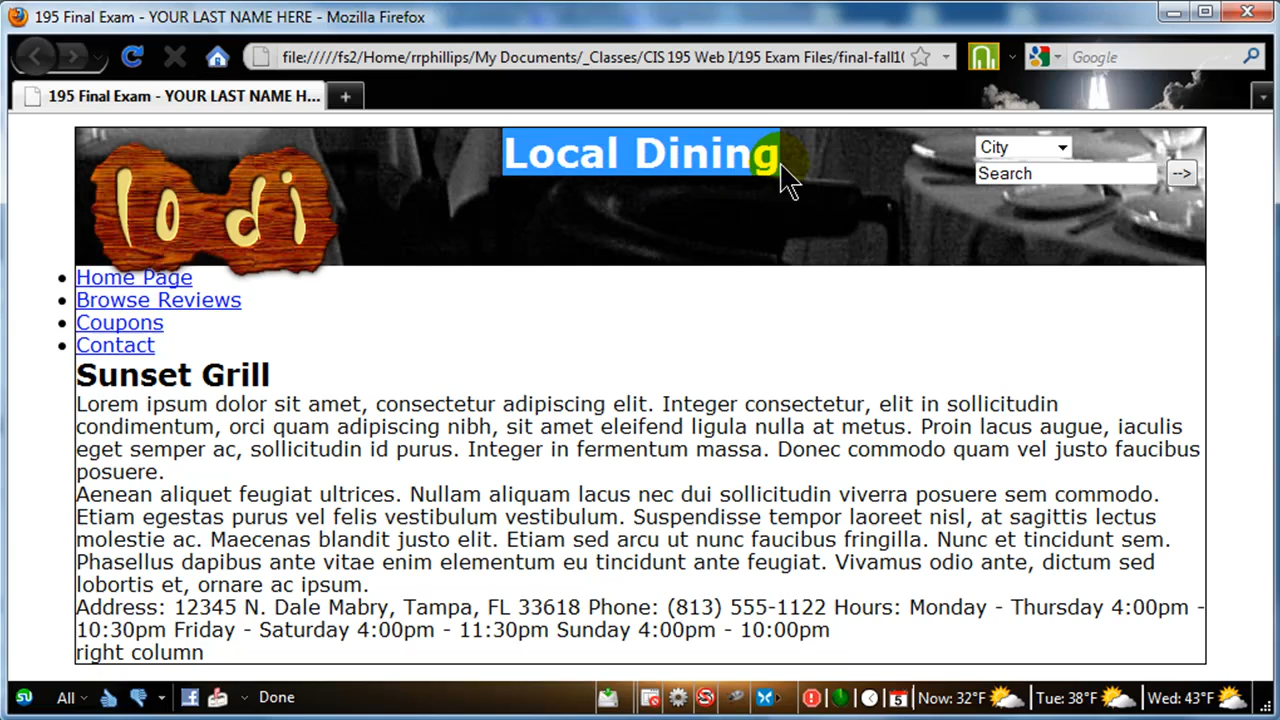 195 Final Exam - YOUR LAST NAME HERE - Mozilla Firefox
file://///fs2/Home/rrphillips/My Documents/_Classes/CIS 195 Web I/195 Exam Files/final-fall10
Google
195 Final Exam - YOUR LAST NAME H...
Local Dining
City
Search
-->
lodi
Home Page
Browse Reviews
Coupons
Contact
Sunset Grill
Lorem ipsum dolor sit amet, consectetur adipiscing elit. Integer consectetur, elit in sollicitudin
condimentum, orci quam adipiscing nibh, sit amet eleifend ligula nulla at metus. Proin lacus augue, iaculis
eget semper ac, sollicitudin id purus. Integer in fermentum massa. Donec commodo quam vel justo faucibus
posuere.
Aenean aliquet feugiat ultrices. Nullam aliquam lacus nec dui sollicitudin viverra posuere sem commodo.
Etiam egestas purus vel felis vestibulum vestibulum. Suspendisse tempor laoreet nisl, at sagittis lectus
molestie ac. Maecenas blandit justo elit. Etiam sed arcu ut nunc faucibus fringilla. Nunc et tincidunt sem.
Phasellus dapibus ante vitae enim elementum eu tincidunt ante feugiat. Vivamus odio ante, dictum sed
lobortis et, ornare ac ipsum.
Address: 12345 N. Dale Mabry, Tampa, FL 33618 Phone: (813) 555-1122 Hours: Monday - Thursday 4:00pm -
10:30pm Friday - Saturday 4:00pm - 11:30pm Sunday 4:00pm - 10:00pm
right column
All
Done
5
Now: 32°F
Tue: 38°F
Wed: 43°F